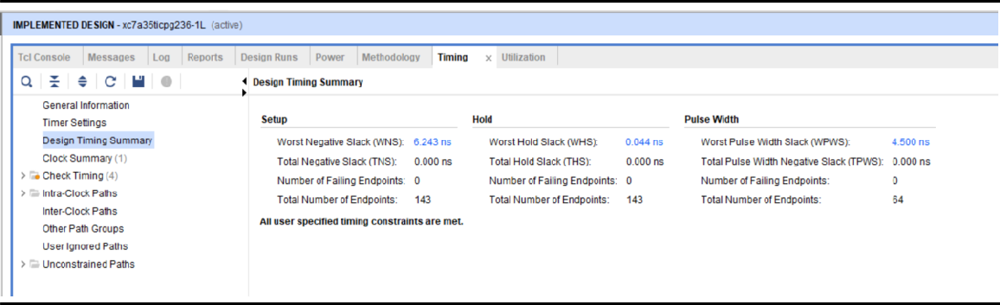 IMPLEMENTED DESIGN - xc7a35ticpg236-1L (active)
Tcl Console Messages Log Reports Design Runs Power Methodology Timing x Utilization
Design Timing Summary
General Information
Timer Settings
Design Timing Summary
Clock Summary (1)
> Check Timing (4)
> Intra-Clock Paths
Inter-Clock Paths
Other Path Groups
User Ignored Paths
> Unconstrained Paths
Setup Hold Pulse Width
Worst Negative Slack (WNS): 6.243 ns Worst Hold Slack (WHS): 0.044 ns Worst Pulse Width Slack (WPWS): 4.500 ns
Total Negative Slack (TNS): 0.000 ns Total Hold Slack (THS): 0.000 ns Total Pulse Width Negative Slack (TPWS): 0.000 ns
Number of Failing Endpoints: 0 Number of Failing Endpoints: 0 Number of Failing Endpoints: 0
Total Number of Endpoints: 143 Total Number of Endpoints: 143 Total Number of Endpoints: 64
All user specified timing constraints are met.